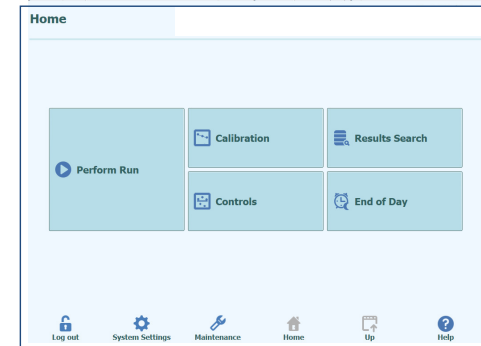 Home
Perform Run
Calibration
Results Search
Controls
End of Day
Log out
System Settings
Maintenance
Home
Up
Help